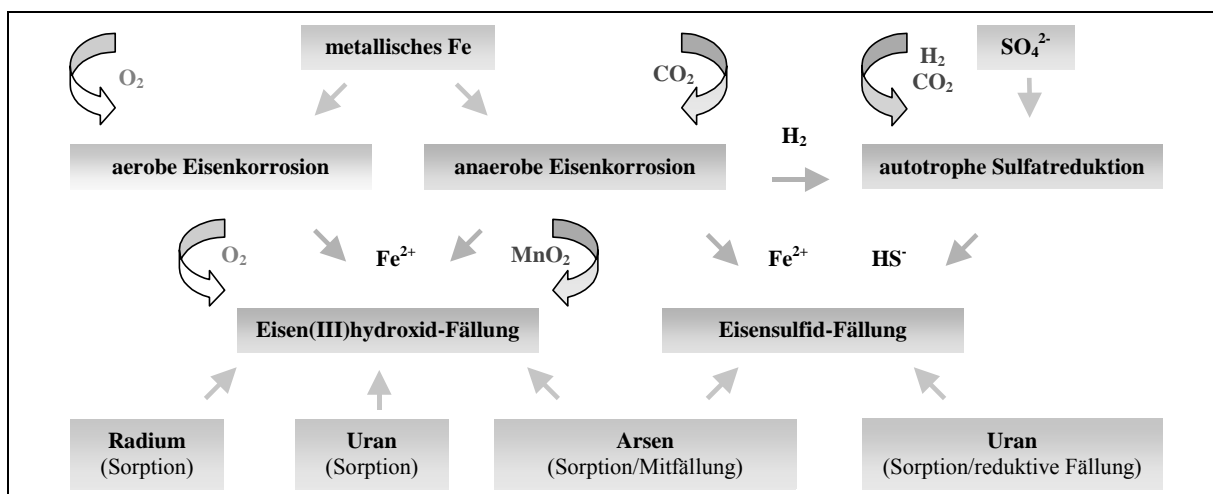 metallisches Fe
SO₄²⁻
O₂
CO₂
H₂
CO₂
H₂
aerobe Eisenkorrosion
anaerobe Eisenkorrosion
autotrophe Sulfatreduktion
O₂
Fe²⁺
MnO₂
Fe²⁺
HS⁻
Eisen(III)hydroxid-Fällung
Eisensulfid-Fällung
Radium
(Sorption)
Uran
(Sorption)
Arsen
(Sorption/Mitfällung)
Uran
(Sorption/reduktive Fällung)